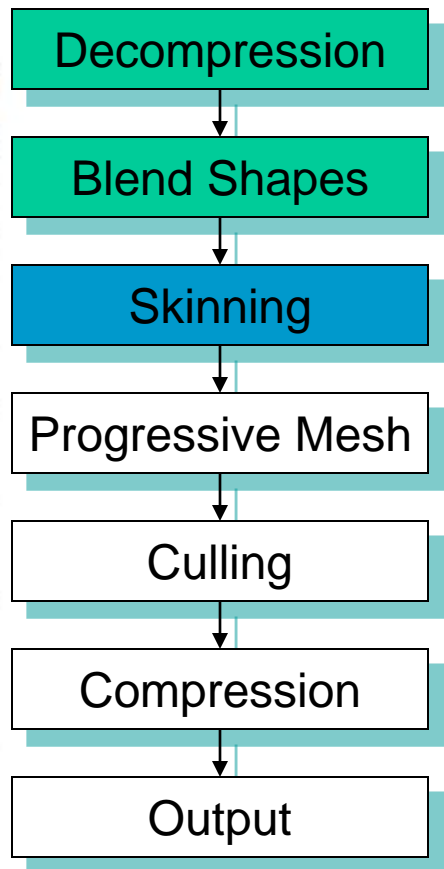 Decompression
Blend Shapes
Skinning
Progressive Mesh
Culling
Compression
Output